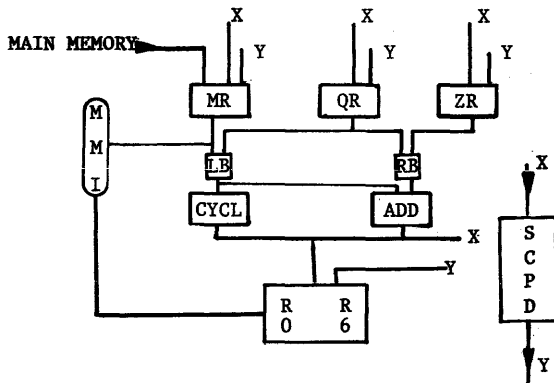 X X X
MAIN MEMORY Y Y Y
MR QR ZR
M
M
I
LB RB
X
CYCL ADD
X
S
C
P
D
Y
R R
0 6
Y